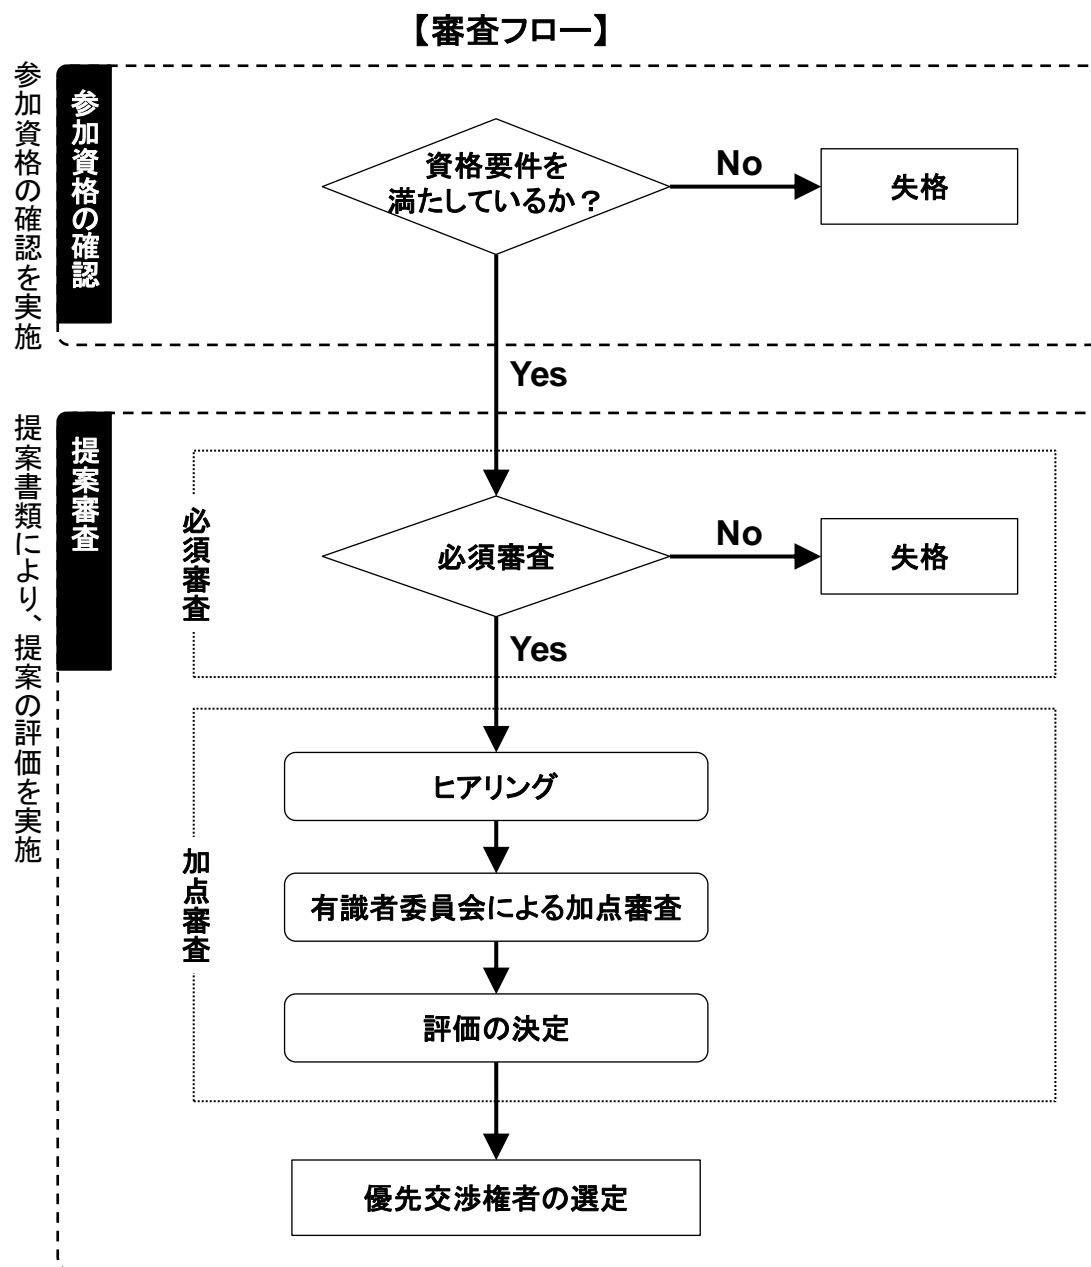 【審査フロー】
参加資格の確認を実施
参加資格の確認
資格要件を
満たしているか？
No
失格
Yes
提案書類により、提案の評価を実施
提案審査
必須審査
必須審査
No
失格
Yes
加点審査
ヒアリング
有識者委員会による加点審査
評価の決定
優先交渉権者の選定